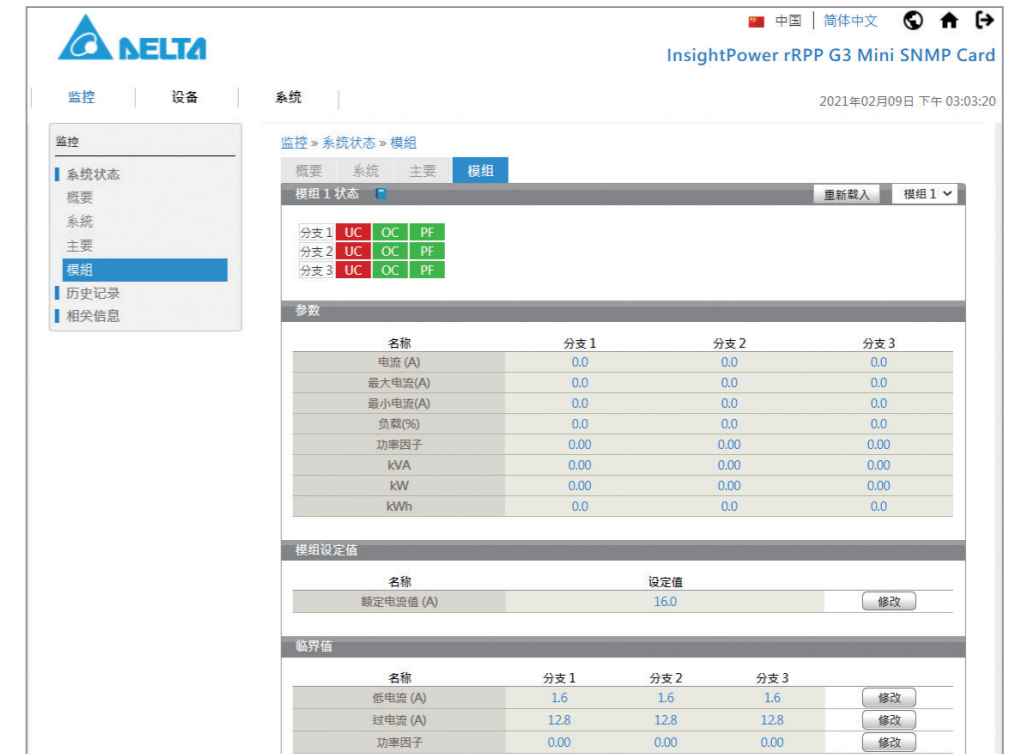 中国 简体中文
DELTA
InsightPower rRPP G3 Mini SNMP Card
监控 设备 系统
2021年02月09日 下午 03:03:20
监控
系统状态
概要
系統
主要
模组
历史记录
相关信息
监控 » 系统状态 » 模组
概要 系统 主要 模组
模组 1 状态 重新载入 模组 1
分支 1 UC OC PF
分支 2 UC OC PF
分支 3 UC OC PF
参数
名称 分支 1 分支 2 分支 3
电流 (A) 0.0 0.0 0.0
最大电流(A) 0.0 0.0 0.0
最小电流(A) 0.0 0.0 0.0
负载(%) 0.0 0.0 0.0
功率因子 0.00 0.00 0.00
kVA 0.00 0.00 0.00
kW 0.00 0.00 0.00
kWh 0.0 0.0 0.0
模组设定值
名称 设定值
额定电流值 (A) 16.0 修改
临界值
名称 分支 1 分支 2 分支 3
低电流 (A) 1.6 1.6 1.6 修改
过电流 (A) 12.8 12.8 12.8 修改
功率因子 0.00 0.00 0.00 修改